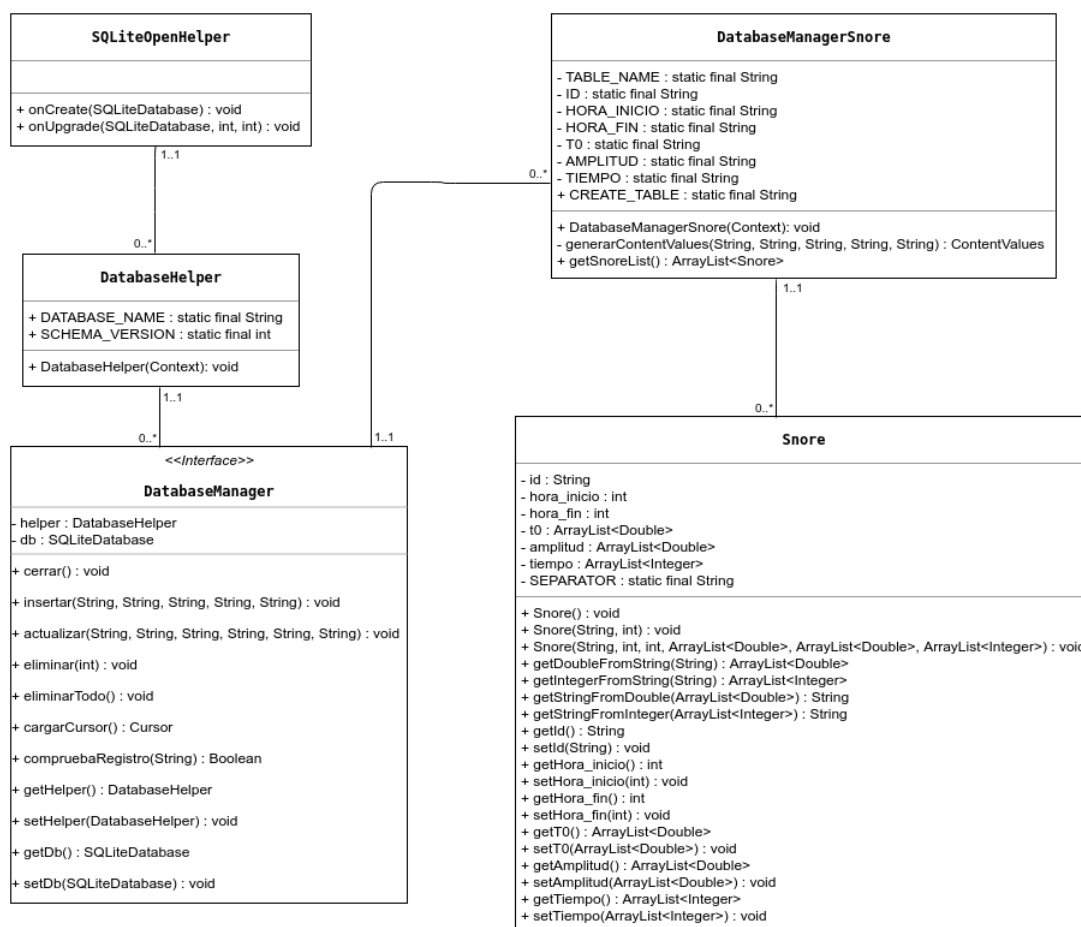 SQLiteOpenHelper
+ onCreate(SQLiteDatabase) : void
+ onUpgrade(SQLiteDatabase, int, int) : void
1..1
0..*
DatabaseHelper
+ DATABASE_NAME : static final String
+ SCHEMA_VERSION : static final int
+ DatabaseHelper(Context): void
1..1
0..*
1..1
<<Interface>>
DatabaseManager
- helper : DatabaseHelper
- db : SQLiteDatabase
+ cerrar() : void
+ insertar(String, String, String, String, String) : void
+ actualizar(String, String, String, String, String, String) : void
+ eliminar(int) : void
+ eliminarTodo() : void
+ cargarCursor() : Cursor
+ compruebaRegistro(String) : Boolean
+ getHelper() : DatabaseHelper
+ setHelper(DatabaseHelper) : void
+ getDb() : SQLiteDatabase
+ setDb(SQLiteDatabase) : void
DatabaseManagerSnore
- TABLE_NAME : static final String
- ID : static final String
- HORA_INICIO : static final String
- HORA_FIN : static final String
- T0 : static final String
- AMPLITUD : static final String
- TIEMPO : static final String
+ CREATE_TABLE : static final String
+ DatabaseManagerSnore(Context): void
- generarContentValues(String, String, String, String, String) : ContentValues
+ getSnoreList() : ArrayList<Snore>
0..*
1..1
0..*
Snore
- id : String
- hora_inicio : int
- hora_fin : int
- t0 : ArrayList<Double>
- amplitud : ArrayList<Double>
- tiempo : ArrayList<Integer>
- SEPARATOR : static final String
+ Snore() : void
+ Snore(String, int) : void
+ Snore(String, int, int, ArrayList<Double>, ArrayList<Double>, ArrayList<Integer>) : void
+ getDoubleFromString(String) : ArrayList<Double>
+ getIntegerFromString(String) : ArrayList<Integer>
+ getStringFromDouble(ArrayList<Double>) : String
+ getStringFromInteger(ArrayList<Integer>) : String
+ getId() : String
+ setId(String) : void
+ getHora_inicio() : int
+ setHora_inicio(int) : void
+ getHora_fin() : int
+ setHora_fin(int) : void
+ getT0() : ArrayList<Double>
+ setT0(ArrayList<Double>) : void
+ getAmplitud() : ArrayList<Double>
+ setAmplitud(ArrayList<Double>) : void
+ getTiempo() : ArrayList<Integer>
+ setTiempo(ArrayList<Integer>) : void